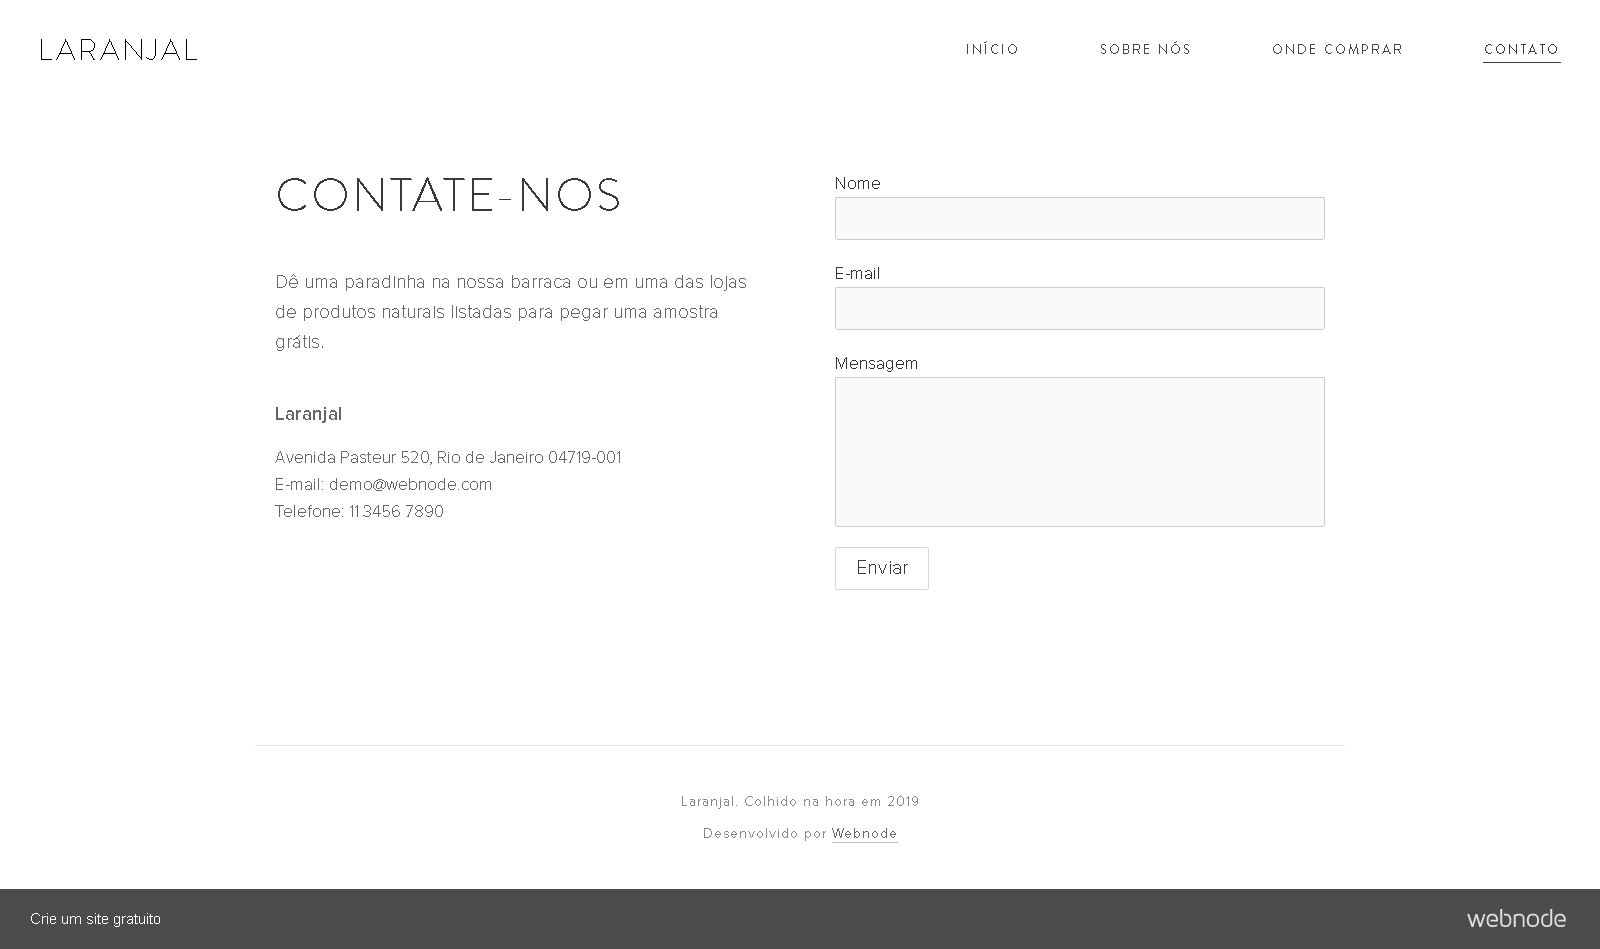 LARANJAL
INÍCIO
SOBRE NÓS
ONDE COMPRAR
CONTATO
CONTATE-NOS
Dê uma paradinha na nossa barraca ou em uma das lojas
de produtos naturais listadas para pegar uma amostra
grátis.
Laranjal
Avenida Pasteur 520, Rio de Janeiro 04719-001
E-mail: demo@webnode.com
Telefone: 11 3456 7890
Nome
E-mail
Mensagem
Enviar
Laranjal. Colhido na hora em 2019
Desenvolvido por Webnode
Crie um site gratuito
webnode